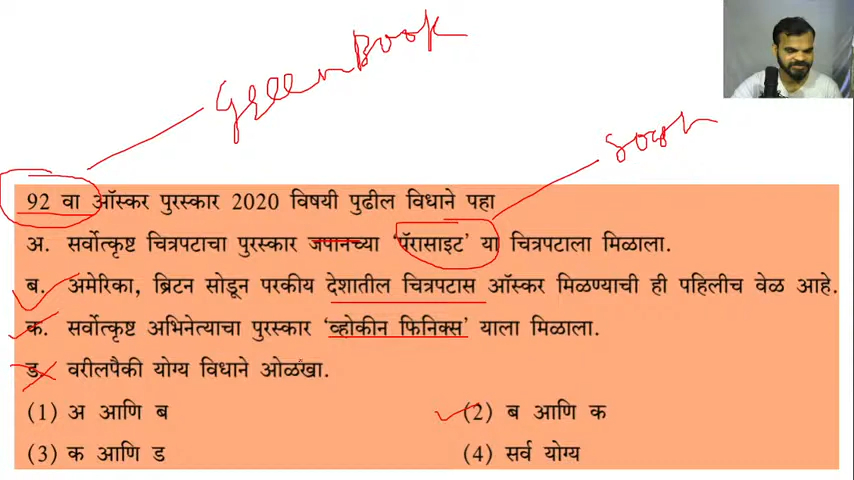 Green Book
South
92 वा ऑस्कर पुरस्कार 2020 विषयी पुढील विधाने पहा
अ. सर्वोत्कृष्ट चित्रपटाचा पुरस्कार जपानच्या 'पॅरासाइट' या चित्रपटाला मिळाला.
ब. अमेरिका, ब्रिटन सोडून परकीय देशातील चित्रपटास ऑस्कर मिळण्याची ही पहिलीच वेळ आहे.
क. सर्वोत्कृष्ट अभिनेत्याचा पुरस्कार 'व्होकीन फिनिक्स' याला मिळाला.
ड. वरीलपैकी योग्य विधाने ओळखा.
(1) अ आणि ब (2) ब आणि क
(3) क आणि ड (4) सर्व योग्य